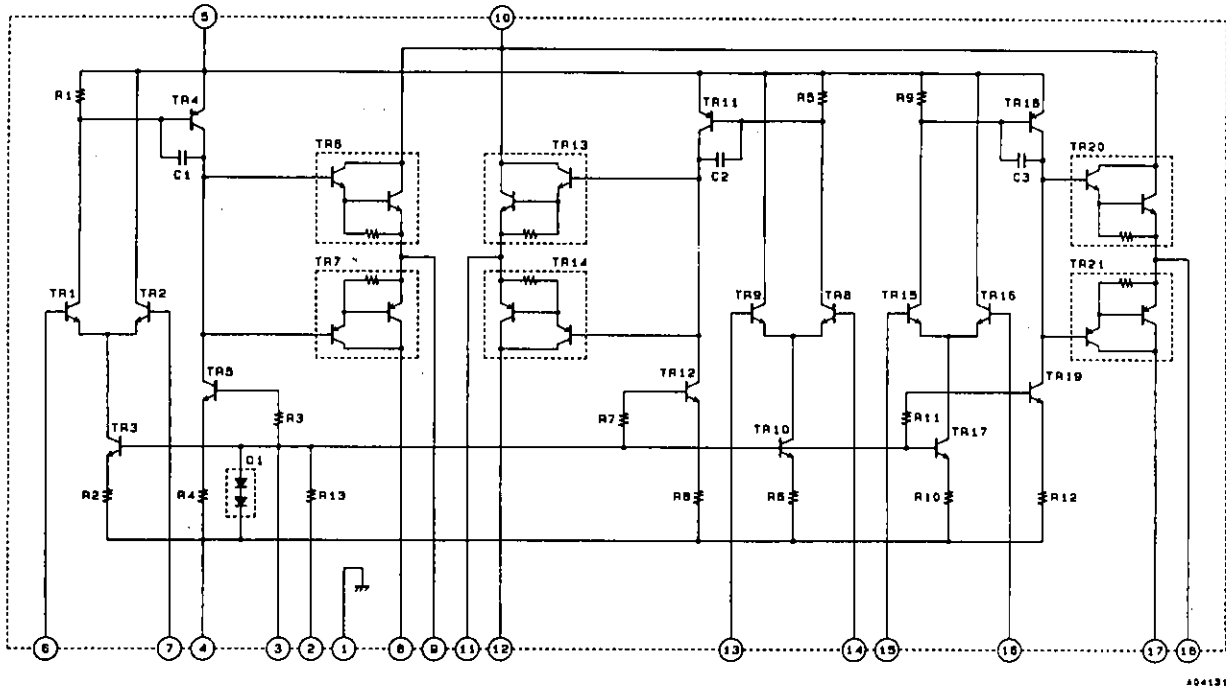 5 10
R1 TR4 TR11 R5 R9 TR18
TR6 TR13 TR20
C1 C2 C3
TR7 TR14 TR21
TR1 TR2 TR9 TR8 TR15 TR16
TR5 TR12 TR19
R3 R7 R11
TR3 TR10 TR17
D1
R2 R4 R13 R8 R6 R10 R12
6 7 4 3 2 1 8 9 11 12 13 14 15 16 17 18
A04131